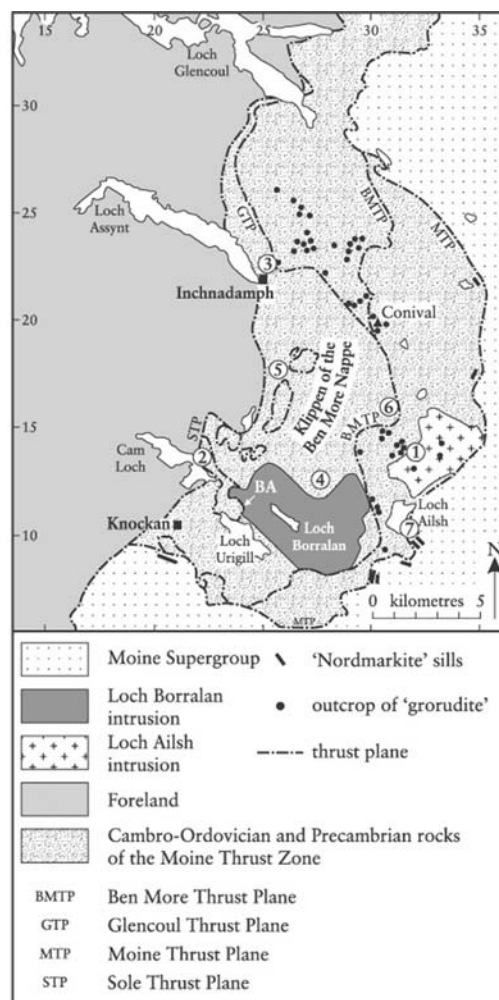 15
25
35
Loch
Glencoul
30
25
Loch
Assynt
GTP
BMTP
MTP
3
Inchnadamph
Conival
20
5
Klippen of the
Ben More Nappe
6
15
STP
BMTP
Cam
Loch
2
4
1
BA
Loch
Ailsh
Knockan
10
Loch
Borralan
7
Loch
Urigill
N
0 kilometres 5
MTP
Moine Supergroup
'Nordmarkite' sills
Loch Borralan
intrusion
outcrop of 'grorudite'
Loch Ailsh
intrusion
thrust plane
Foreland
Cambro-Ordovician and Precambrian rocks
of the Moine Thrust Zone
BMTP Ben More Thrust Plane
GTP Glencoul Thrust Plane
MTP Moine Thrust Plane
STP Sole Thrust Plane